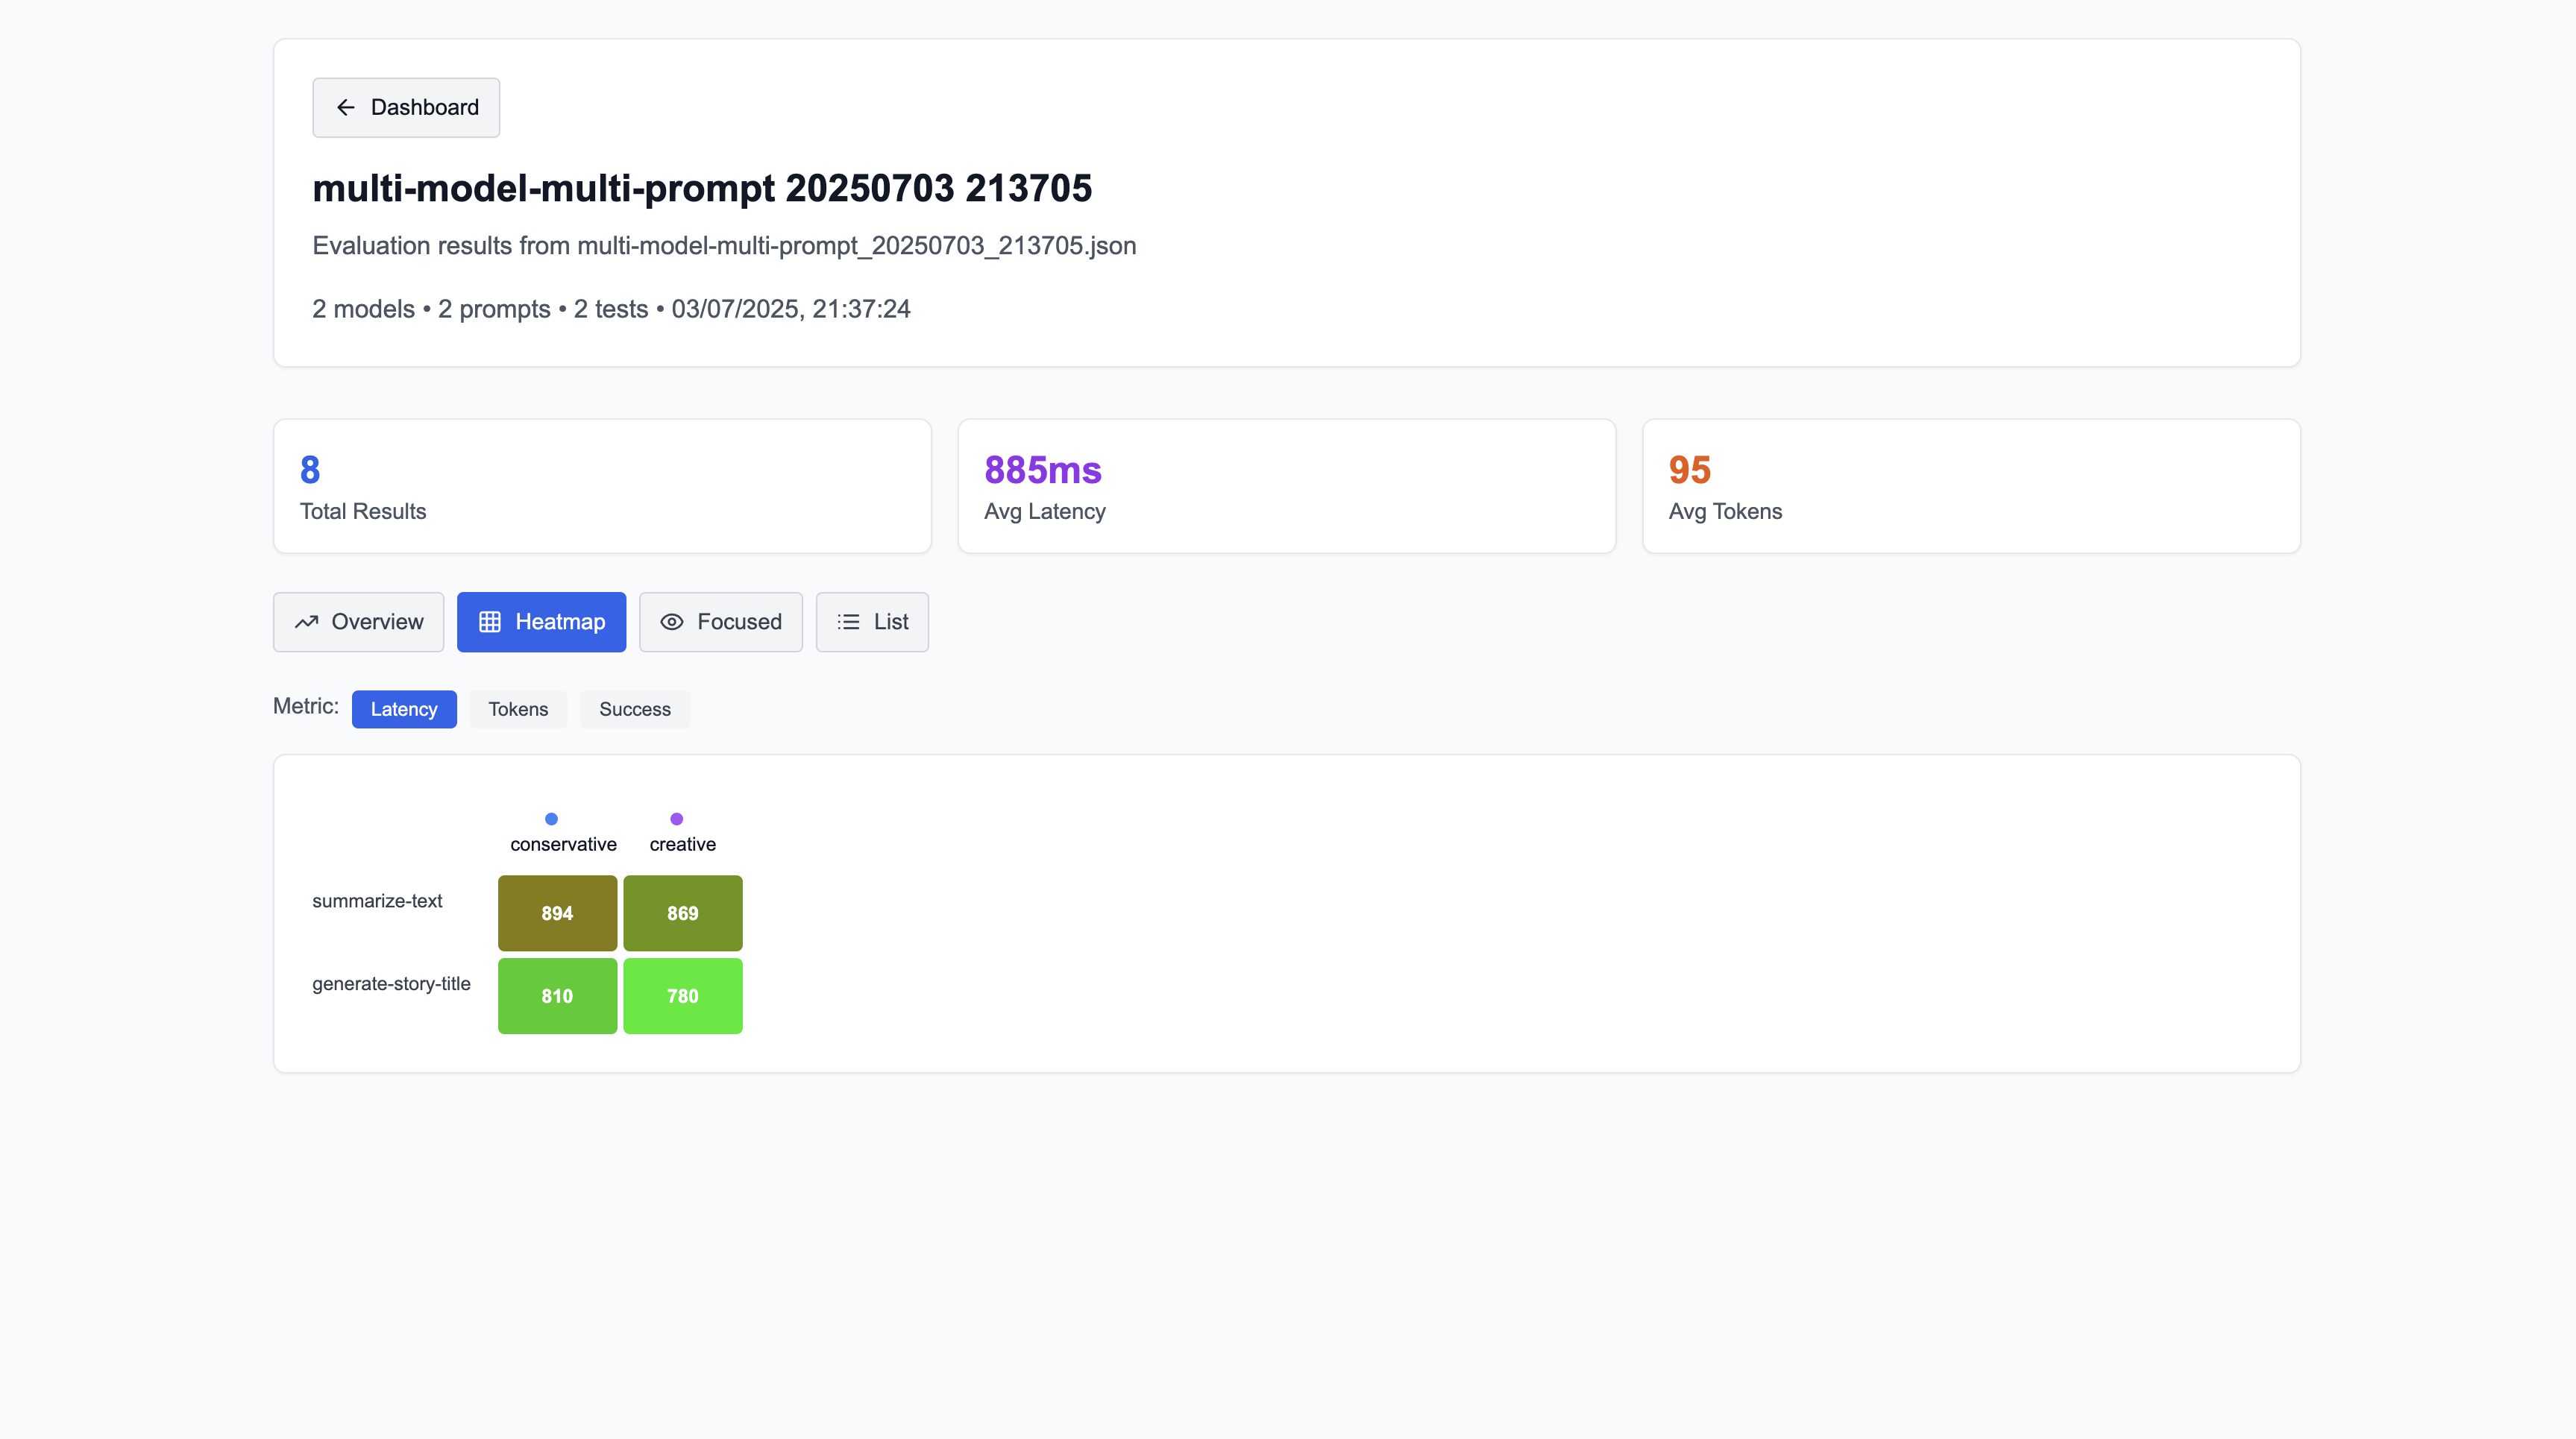 Dashboard
multi-model-multi-prompt 20250703 213705
Evaluation results from multi-model-multi-prompt_20250703_213705.json
2 models • 2 prompts • 2 tests • 03/07/2025, 21:37:24
8
Total Results
885ms
Avg Latency
95
Avg Tokens
Overview
Heatmap
Focused
List
Metric:
Latency
Tokens
Success
conservative
creative
summarize-text
894
869
generate-story-title
810
780